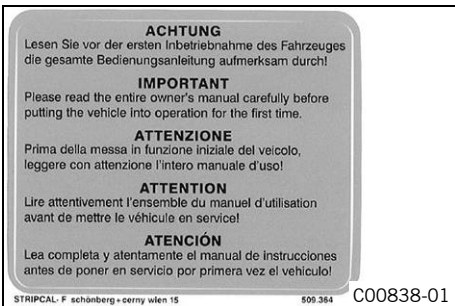 ACHTUNG
Lesen Sie vor der ersten Inbetriebnahme des Fahrzeuges
die gesamte Bedienungsanleitung aufmerksam durch!
IMPORTANT
Please read the entire owner's manual carefully before
putting the vehicle into operation for the first time.
ATTENZIONE
Prima della messa in funzione iniziale del veicolo,
leggere con attenzione l'intero manuale d'uso!
ATTENTION
Lire attentivement l'ensemble du manuel d'utilisation
avant de mettre le véhicule en service!
ATENCIÓN
Lea completa y atentamente el manual de instrucciones
antes de poner en servicio por primera vez el vehiculo!
STRIPCAL- F schönberg + cerny wien 15 509.364
C00838-01